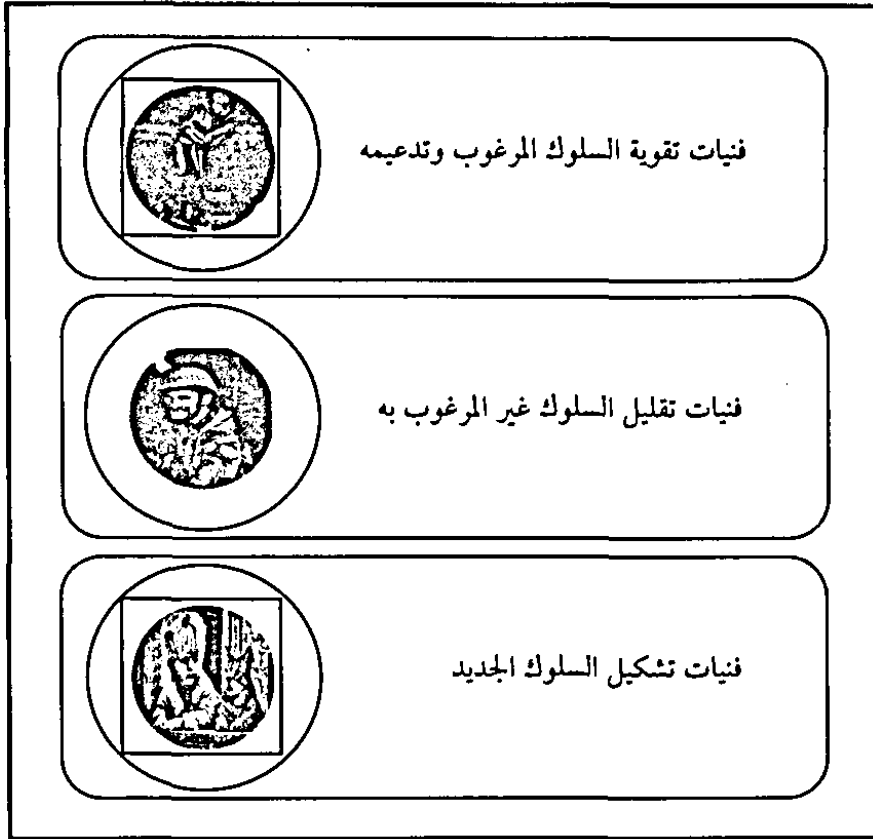 فنيات تقوية السلوك المرغوب وتدعيمه
فنيات تقليل السلوك غير المرغوب به
فنيات تشكيل السلوك الجديد